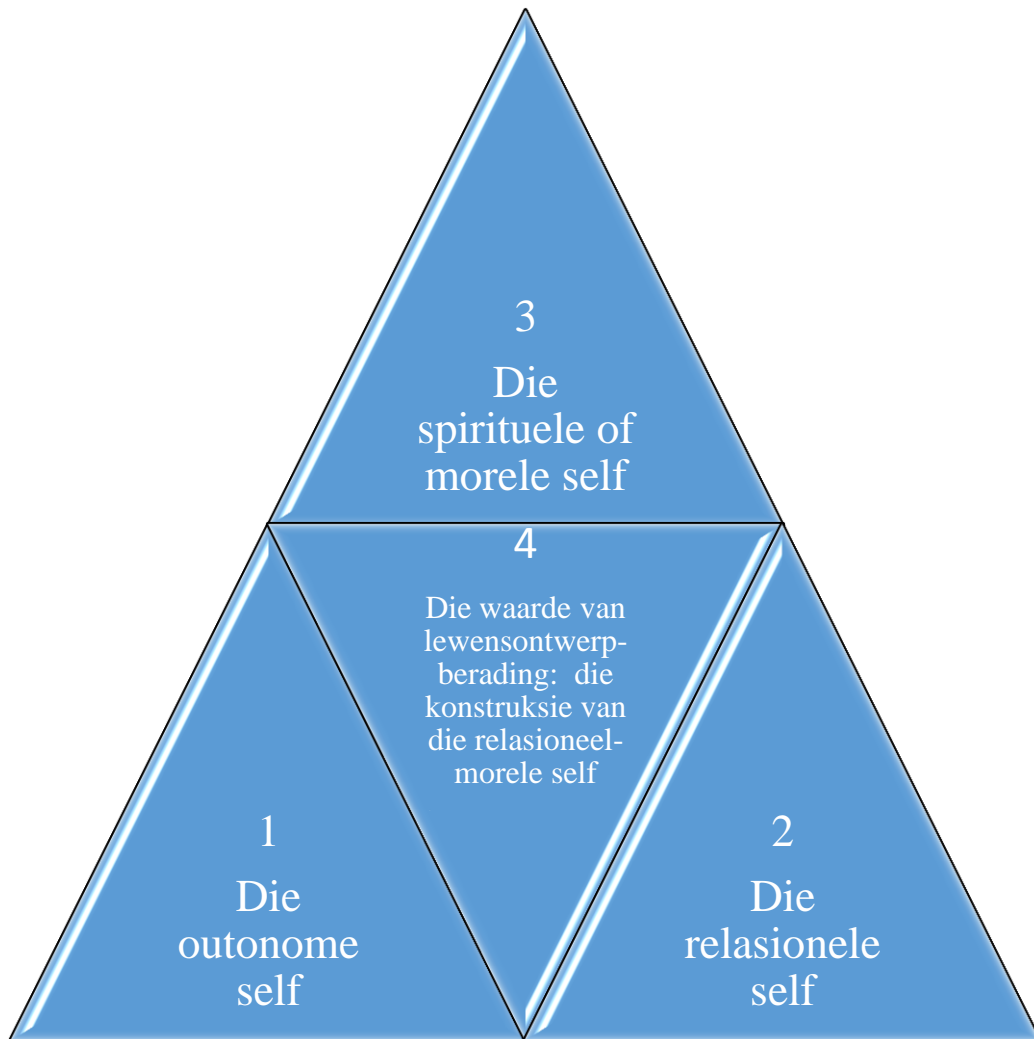 3
Die
spirituele of
morele self
4
Die waarde van
lewensontwerp-
berading:  die
konstruksie van
die relasioneel-
morele self
1
Die
outonome
self
2
Die
relasionele
self